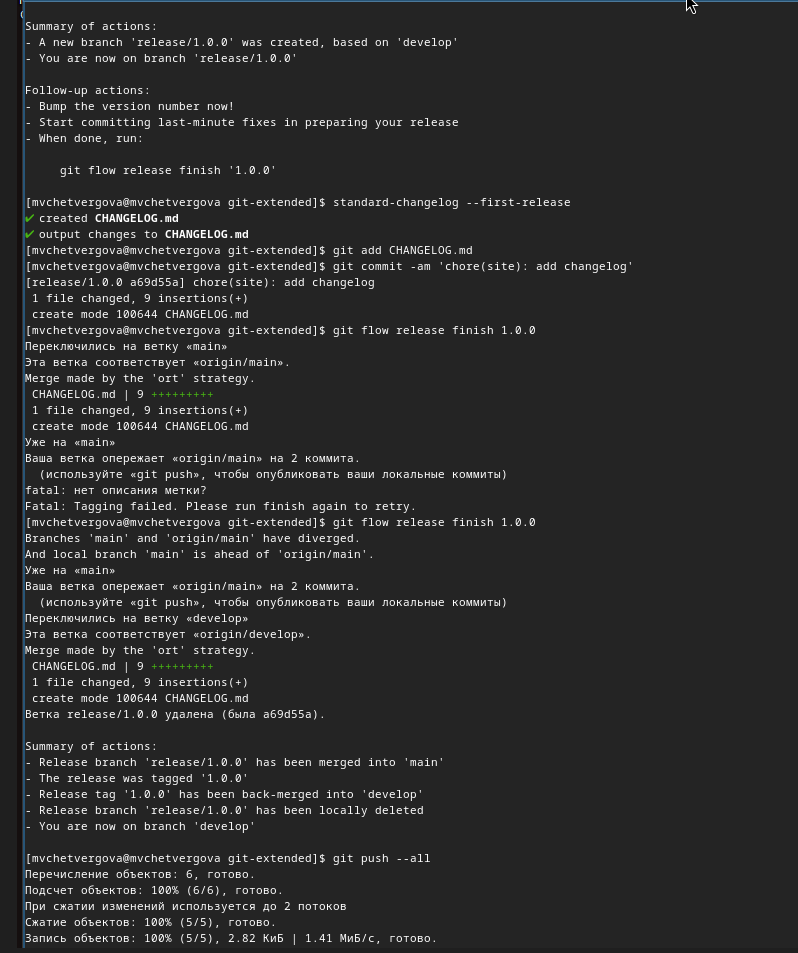 Summary of actions:
- A new branch 'release/1.0.0' was created, based on 'develop'
- You are now on branch 'release/1.0.0'
Follow-up actions:
- Bump the version number now!
- Start committing last-minute fixes in preparing your release
- When done, run:
git flow release finish '1.0.0'
[mvchetvergova@mvchetvergova git-extended]$ standard-changelog --first-release
✔ created CHANGELOG.md
✔ output changes to CHANGELOG.md
[mvchetvergova@mvchetvergova git-extended]$ git add CHANGELOG.md
[mvchetvergova@mvchetvergova git-extended]$ git commit -am 'chore(site): add changelog'
[release/1.0.0 a69d55a] chore(site): add changelog
1 file changed, 9 insertions(+)
create mode 100644 CHANGELOG.md
[mvchetvergova@mvchetvergova git-extended]$ git flow release finish 1.0.0
Переключились на ветку «main»
Эта ветка соответствует «origin/main».
Merge made by the 'ort' strategy.
CHANGELOG.md | 9 +++++++++
1 file changed, 9 insertions(+)
create mode 100644 CHANGELOG.md
Уже на «main»
Ваша ветка опережает «origin/main» на 2 коммита.
(используйте «git push», чтобы опубликовать ваши локальные коммиты)
fatal: нет описания метки?
Fatal: Tagging failed. Please run finish again to retry.
[mvchetvergova@mvchetvergova git-extended]$ git flow release finish 1.0.0
Branches 'main' and 'origin/main' have diverged.
And local branch 'main' is ahead of 'origin/main'.
Уже на «main»
Ваша ветка опережает «origin/main» на 2 коммита.
(используйте «git push», чтобы опубликовать ваши локальные коммиты)
Переключились на ветку «develop»
Эта ветка соответствует «origin/develop».
Merge made by the 'ort' strategy.
CHANGELOG.md | 9 +++++++++
1 file changed, 9 insertions(+)
create mode 100644 CHANGELOG.md
Ветка release/1.0.0 удалена (была a69d55a).
Summary of actions:
- Release branch 'release/1.0.0' has been merged into 'main'
- The release was tagged '1.0.0'
- Release tag '1.0.0' has been back-merged into 'develop'
- Release branch 'release/1.0.0' has been locally deleted
- You are now on branch 'develop'
[mvchetvergova@mvchetvergova git-extended]$ git push --all
Перечисление объектов: 6, готово.
Подсчет объектов: 100% (6/6), готово.
При сжатии изменений используется до 2 потоков
Сжатие объектов: 100% (5/5), готово.
Запись объектов: 100% (5/5), 2.82 КиБ | 1.41 МиБ/с, готово.